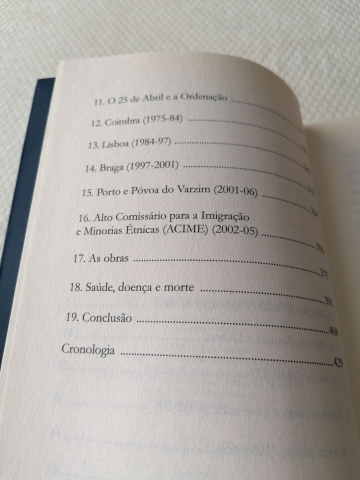 11. O 25 de Abril e a Ordenação
12. Coimbra (1975-84)
13. Lisboa (1984-97)
14. Braga (1997-2001)
15. Porto e Póvoa do Varzim (2001-06)
16. Alto Comissário para a Imigração
e Minorias Étnicas (ACIME) (2002-05)
17. As obras
18. Saúde, doença e morte
19. Conclusão 408
Cronologia 425